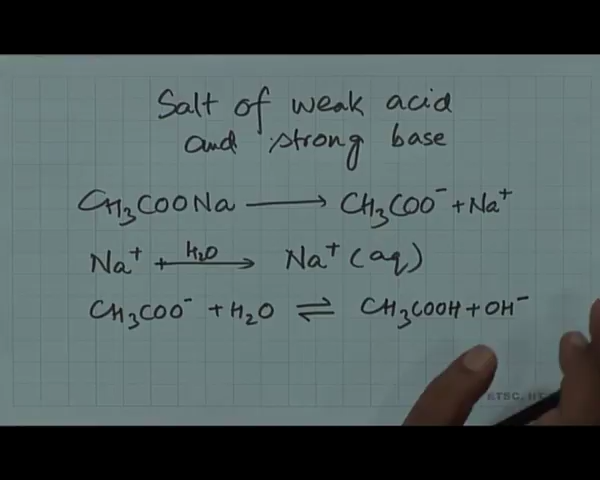 Salt of weak acid
and strong base
CH₃COONa ⟶ CH₃COO⁻ + Na⁺
Na⁺ + H₂O ⟶ Na⁺ (aq)
CH₃COO⁻ + H₂O ⇌ CH₃COOH + OH⁻